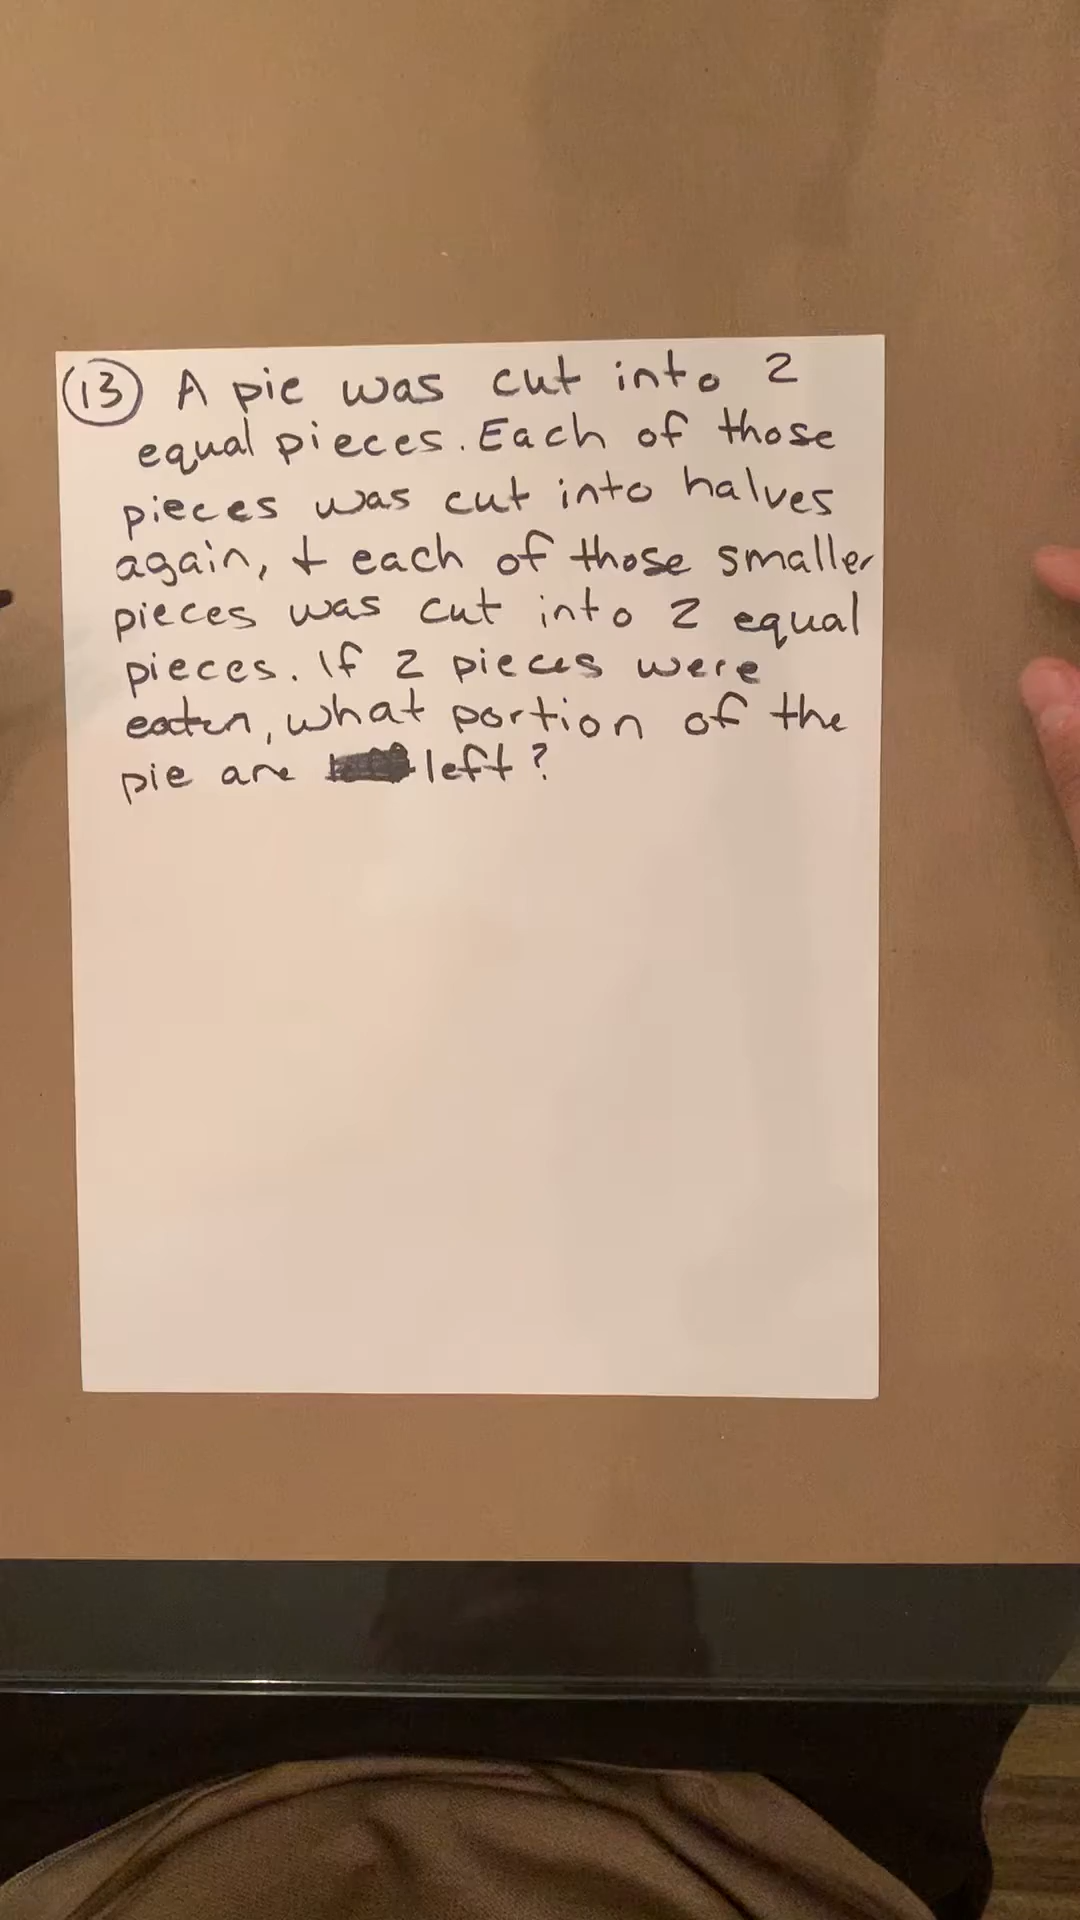 13 A pie was cut into 2
equal pieces. Each of those
pieces was cut into halves
again, + each of those smaller
pieces was cut into 2 equal
pieces. If 2 pieces were
eaten, what portion of the
pie are left?